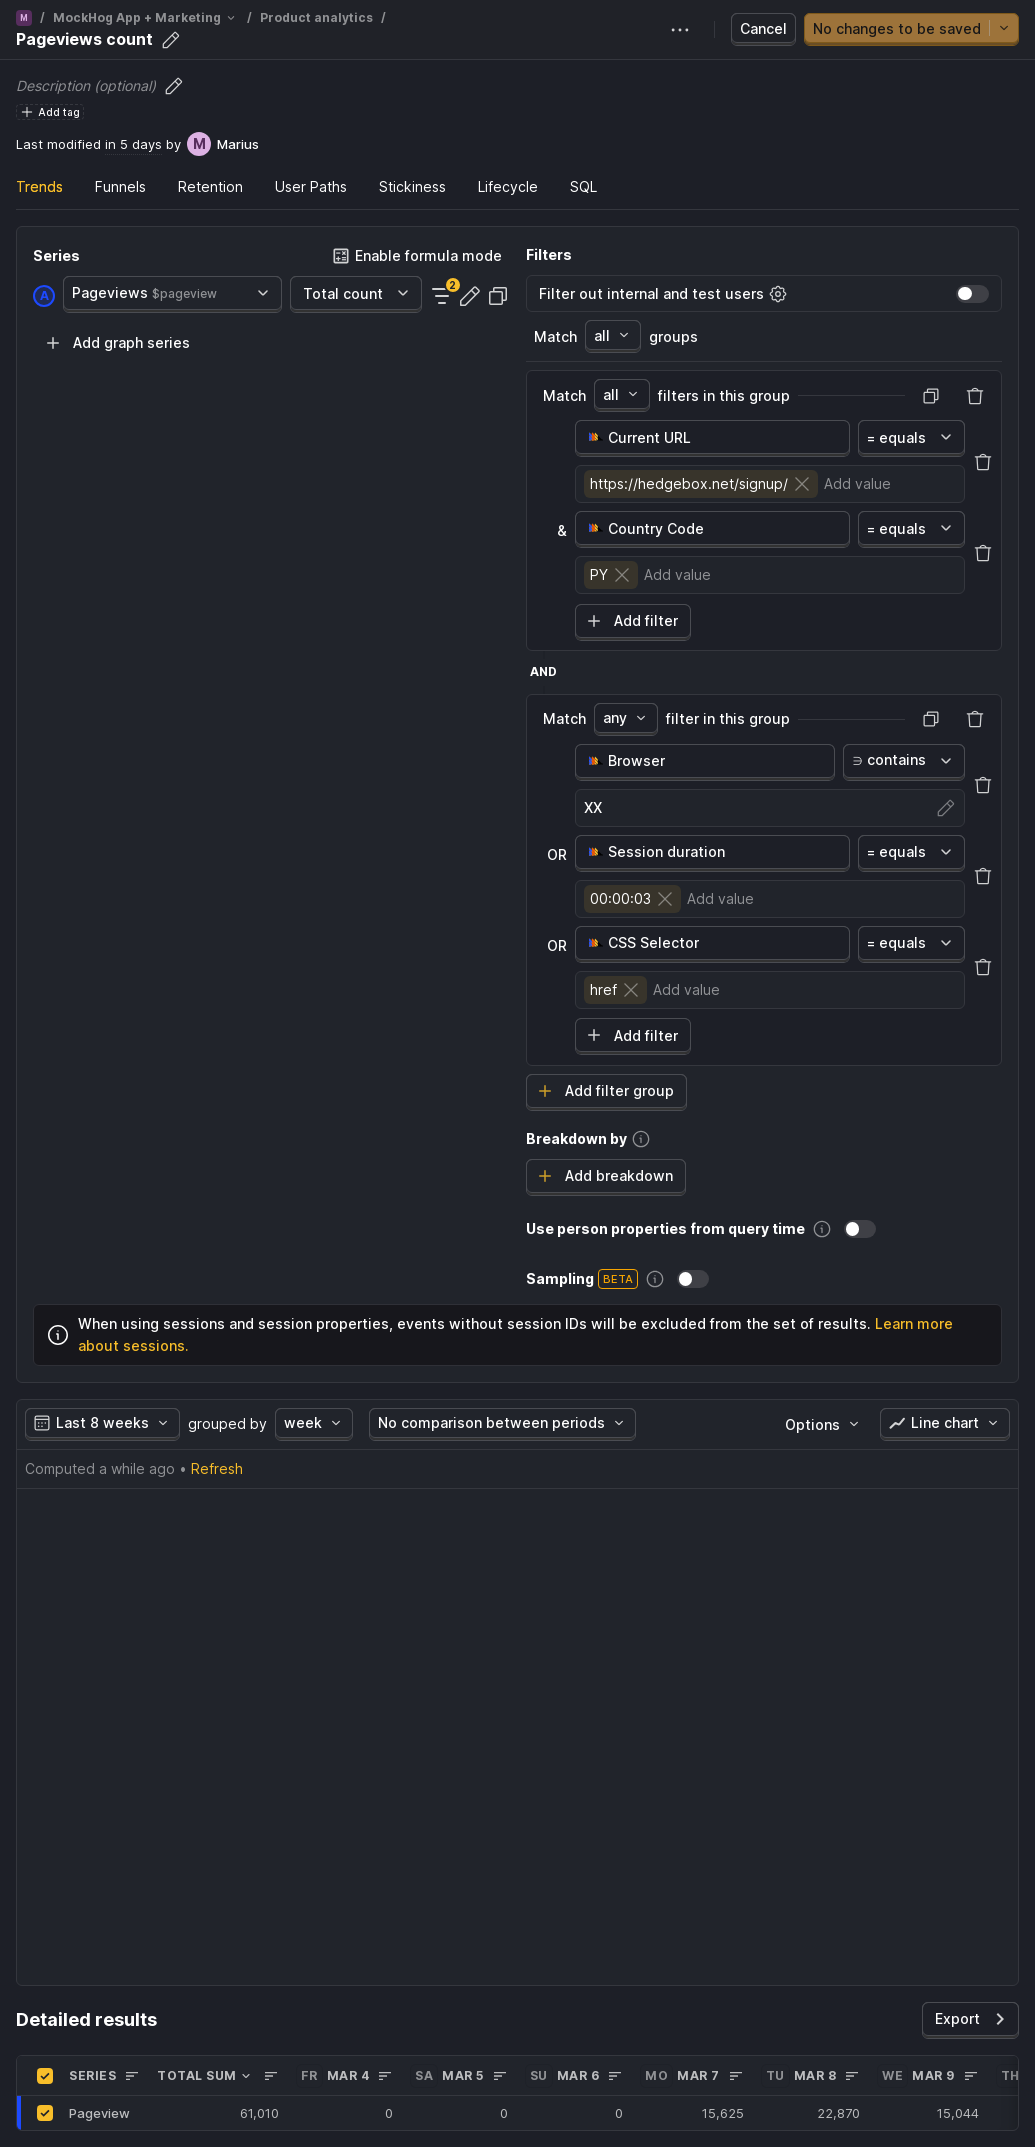 M / MockHog App + Marketing / Product analytics /
Pageviews count
Cancel
No changes to be saved
Description (optional)
Add tag
Last modified in 5 days by M Marius
Trends Funnels Retention User Paths Stickiness Lifecycle SQL
Series
Enable formula mode
A Pageviews $pageview Total count 2
Add graph series
Filters
Filter out internal and test users
Match all groups
Match all filters in this group
Current URL = equals
https://hedgebox.net/signup/ Add value
& Country Code = equals
PY Add value
Add filter
AND
Match any filter in this group
Browser ∋ contains
XX
OR Session duration = equals
00:00:03 Add value
OR CSS Selector = equals
href Add value
Add filter
Add filter group
Breakdown by
Add breakdown
Use person properties from query time
Sampling BETA
When using sessions and session properties, events without session IDs will be excluded from the set of results. Learn more
about sessions.
Last 8 weeks grouped by week No comparison between periods Options Line chart
Computed a while ago • Refresh
Detailed results
Export
SERIES TOTAL SUM FR MAR 4 SA MAR 5 SU MAR 6 MO MAR 7 TU MAR 8 WE MAR 9 TH
Pageview 61,010 0 0 0 15,625 22,870 15,044